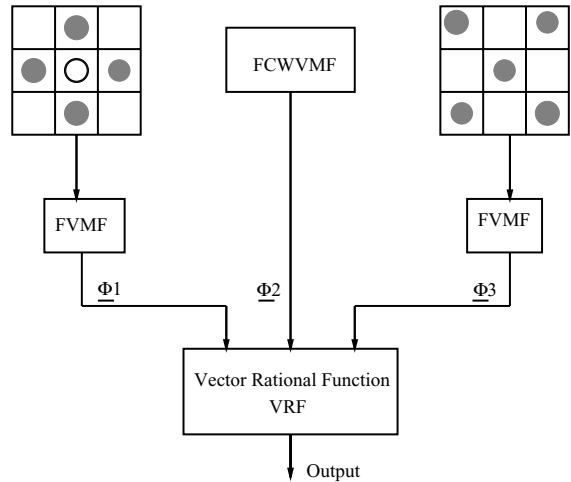 FCWVMF
FVMF
FVMF
Φ1
Φ2
Φ3
Vector Rational Function
VRF
Output